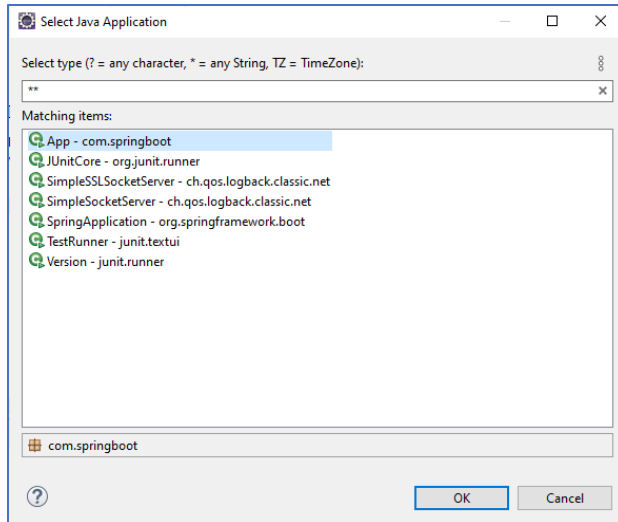 Select Java Application
Select type (? = any character, * = any String, TZ = TimeZone):
**
Matching items:
App - com.springboot
JUnitCore - org.junit.runner
SimpleSSLSocketServer - ch.qos.logback.classic.net
SimpleSocketServer - ch.qos.logback.classic.net
SpringApplication - org.springframework.boot
TestRunner - junit.textui
Version - junit.runner
com.springboot
OK Cancel